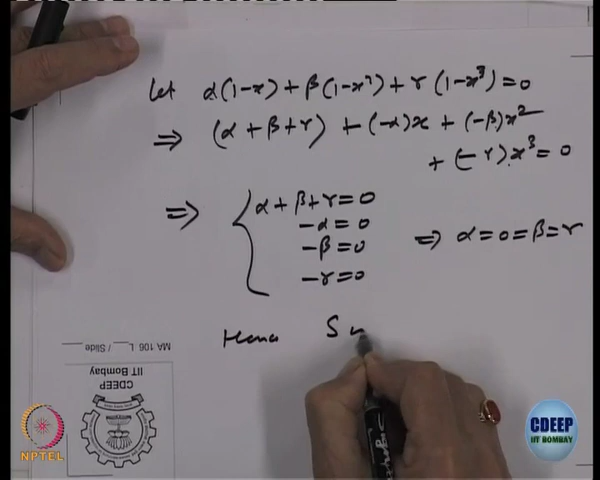 Let α(1-x) + β(1-x²) + γ(1-x³) = 0
⇒ (α + β + γ) + (-α)x + (-β)x²
+ (-γ)x³ = 0
⇒ { α + β + γ = 0
-α = 0
-β = 0 ⇒ α = 0 = β = γ
-γ = 0
Hence S
MA 106 L___/ Slide
CDEEP
IIT Bombay
NPTEL
CDEEP
IIT BOMBAY